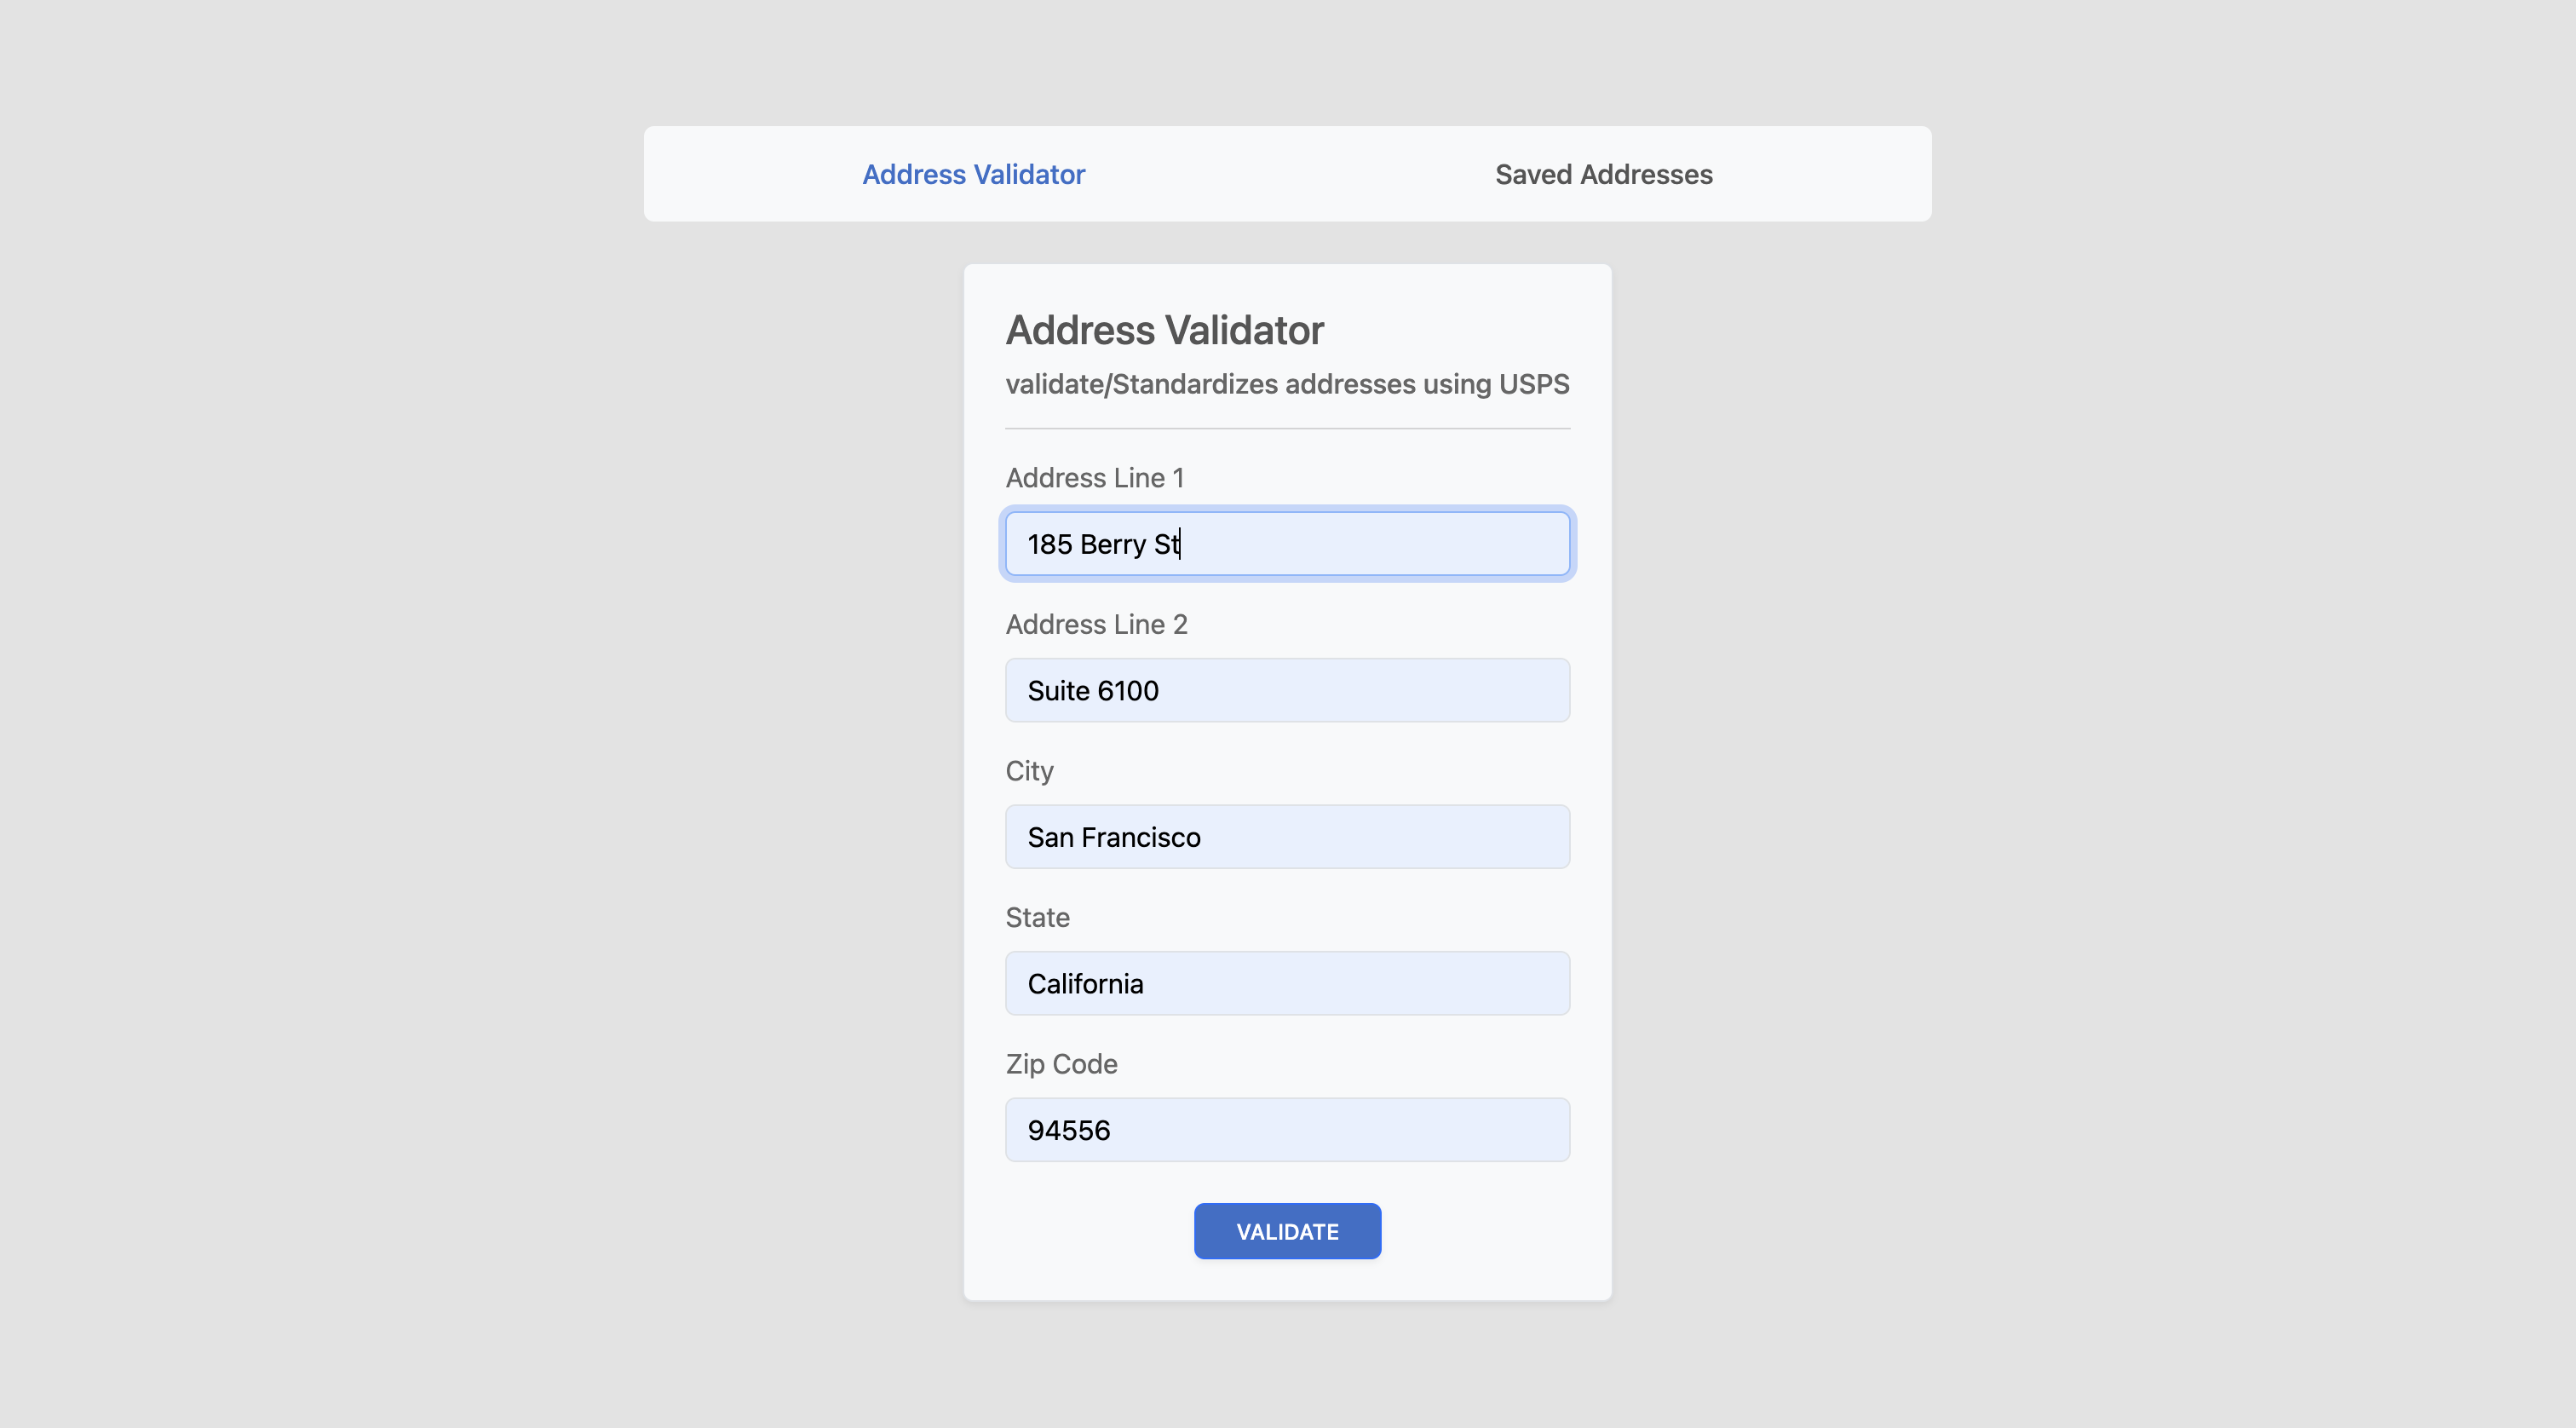 Address Validator
Saved Addresses
Address Validator
validate/Standardizes addresses using USPS
Address Line 1
185 Berry St
Address Line 2
Suite 6100
City
San Francisco
State
California
Zip Code
94556
VALIDATE